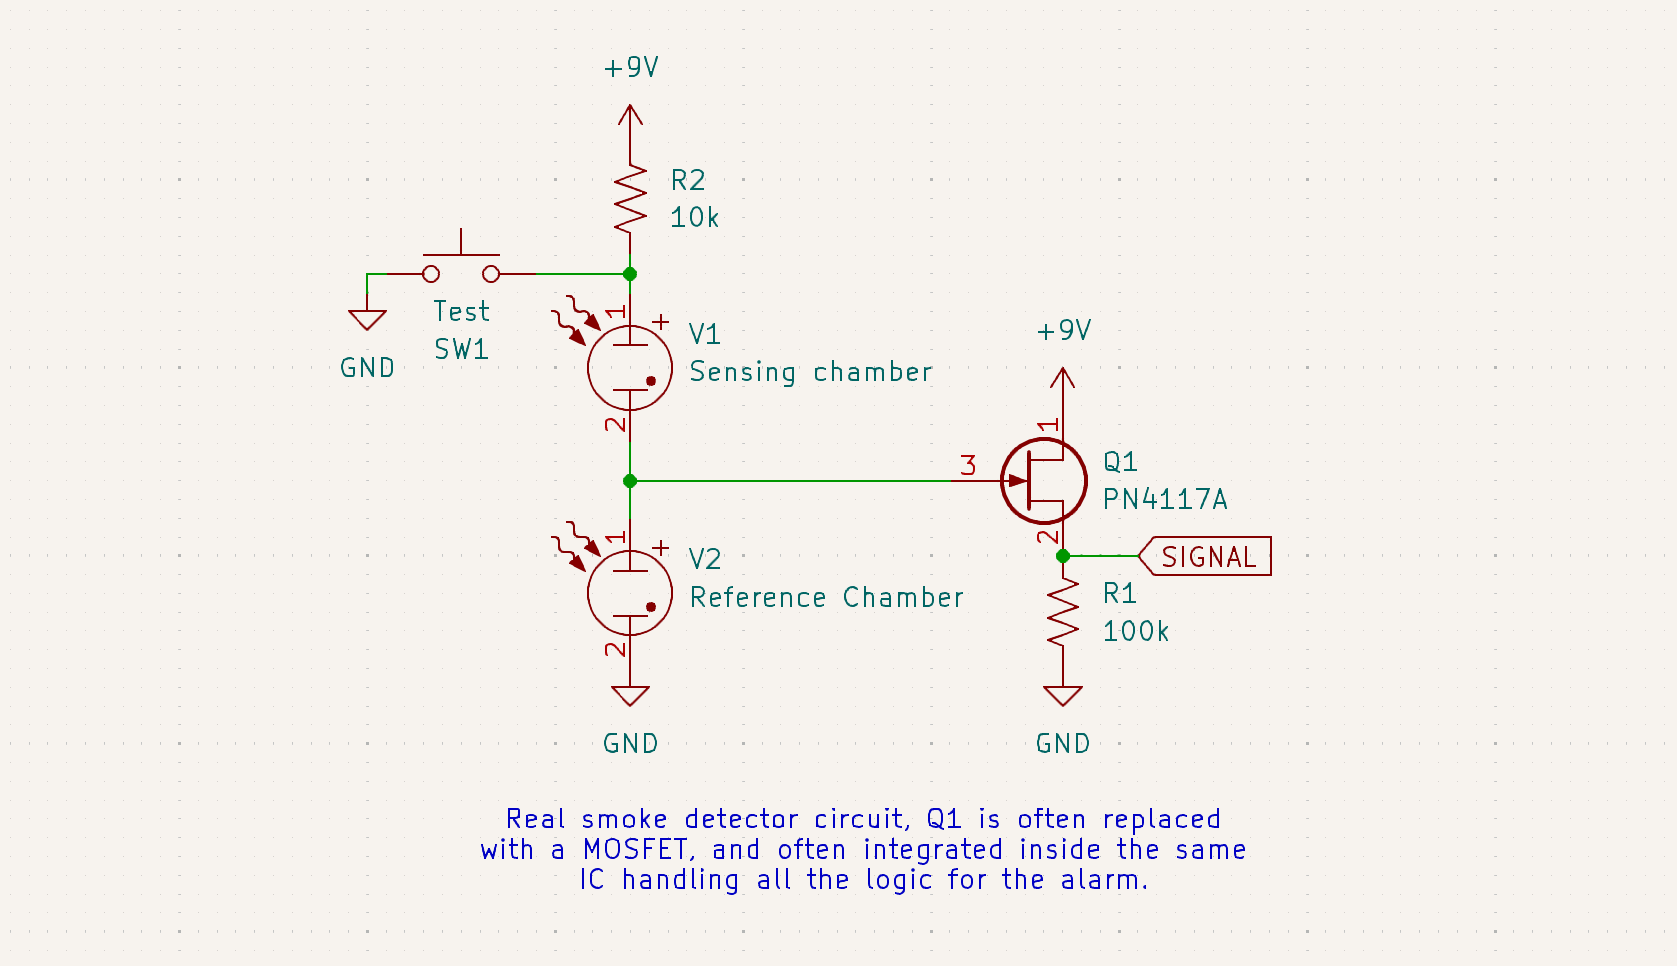 +9V
R2
10k
Test
SW1
GND
1
+
V1
Sensing chamber
2
+9V
1
3
Q1
PN4117A
2
SIGNAL
1
+
V2
Reference Chamber
2
R1
100k
GND
GND
Real smoke detector circuit, Q1 is often replaced
with a MOSFET, and often integrated inside the same
IC handling all the logic for the alarm.